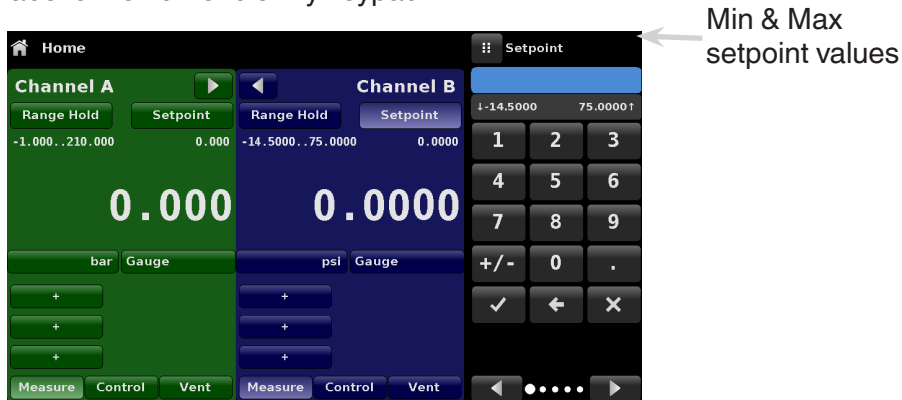 Home
Setpoint
Min & Max
setpoint values
Channel A
Channel B
Range Hold Setpoint
Range Hold Setpoint
-1.000..210.000 0.000
-14.5000..75.0000 0.0000
0.000
0.0000
bar Gauge
psi Gauge
+
+
+
+
+
+
Measure Control Vent
Measure Control Vent
↓-14.5000 75.0000↑
1 2 3
4 5 6
7 8 9
+/- 0 .